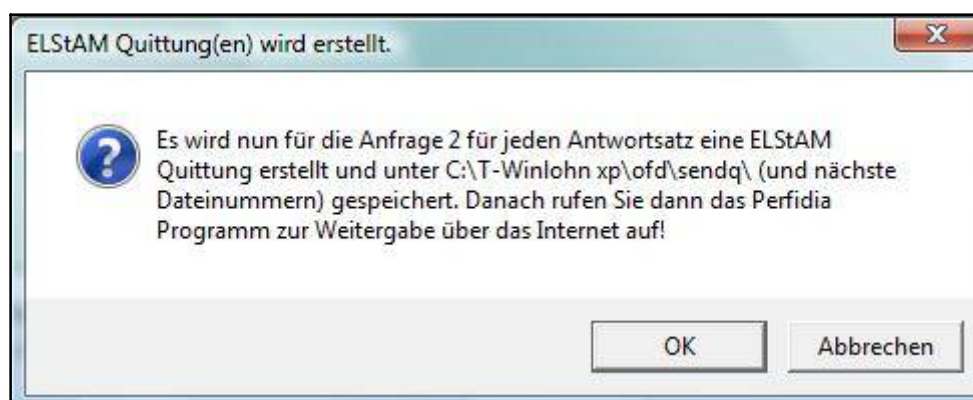 ELStAM Quittung(en) wird erstellt.
Es wird nun für die Anfrage 2 für jeden Antwortsatz eine ELStAM
Quittung erstellt und unter C:\T-Winlohn xp\ofd\sendq\ (und nächste
Dateinummern) gespeichert. Danach rufen Sie dann das Perfidia
Programm zur Weitergabe über das Internet auf!
OK
Abbrechen